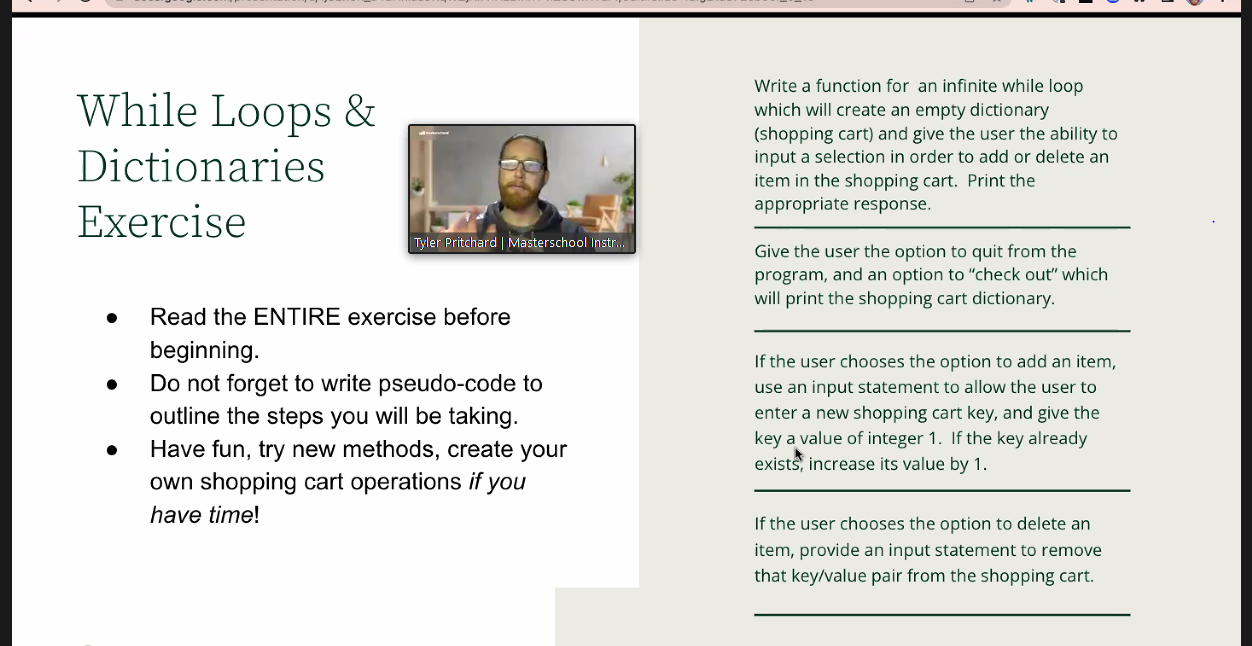 While Loops &
Dictionaries
Exercise
Tyler Pritchard | Masterschool Instr...
● Read the ENTIRE exercise before
beginning.
● Do not forget to write pseudo-code to
outline the steps you will be taking.
● Have fun, try new methods, create your
own shopping cart operations if you
have time!
Write a function for an infinite while loop
which will create an empty dictionary
(shopping cart) and give the user the ability to
input a selection in order to add or delete an
item in the shopping cart. Print the
appropriate response.
Give the user the option to quit from the
program, and an option to “check out” which
will print the shopping cart dictionary.
If the user chooses the option to add an item,
use an input statement to allow the user to
enter a new shopping cart key, and give the
key a value of integer 1. If the key already
exists, increase its value by 1.
If the user chooses the option to delete an
item, provide an input statement to remove
that key/value pair from the shopping cart.